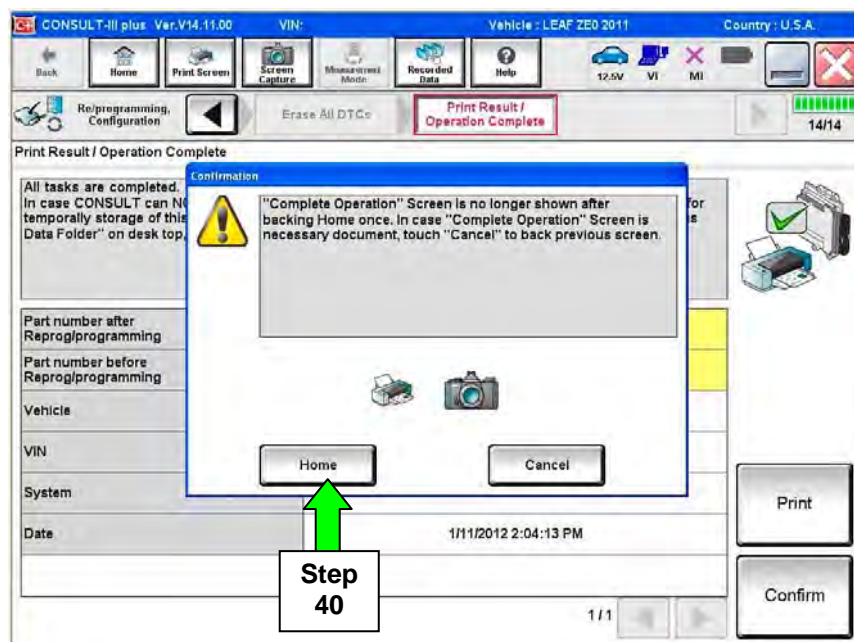 CONSULT-III plus Ver.V14.11.00 VIN: Vehicle : LEAF ZE0 2011 Country : U.S.A.
Back Home Print Screen Screen Capture Measurement Mode Recorded Data Help 12.5V VI MI
Re/programming, Configuration Erase All DTCs Print Result / Operation Complete 14/14
Print Result / Operation Complete
All tasks are completed.
In case CONSULT can
for
temporally storage of this
Data Folder" on desk top,
Confirmation
"Complete Operation" Screen is no longer shown after
backing Home once. In case "Complete Operation" Screen is
necessary document, touch "Cancel" to back previous screen.
Home Cancel
Part number after
Reprog/programming
Part number before
Reprog/programming
Vehicle
VIN
System
Date 1/11/2012 2:04:13 PM
1/1
Print
Confirm
Step
40